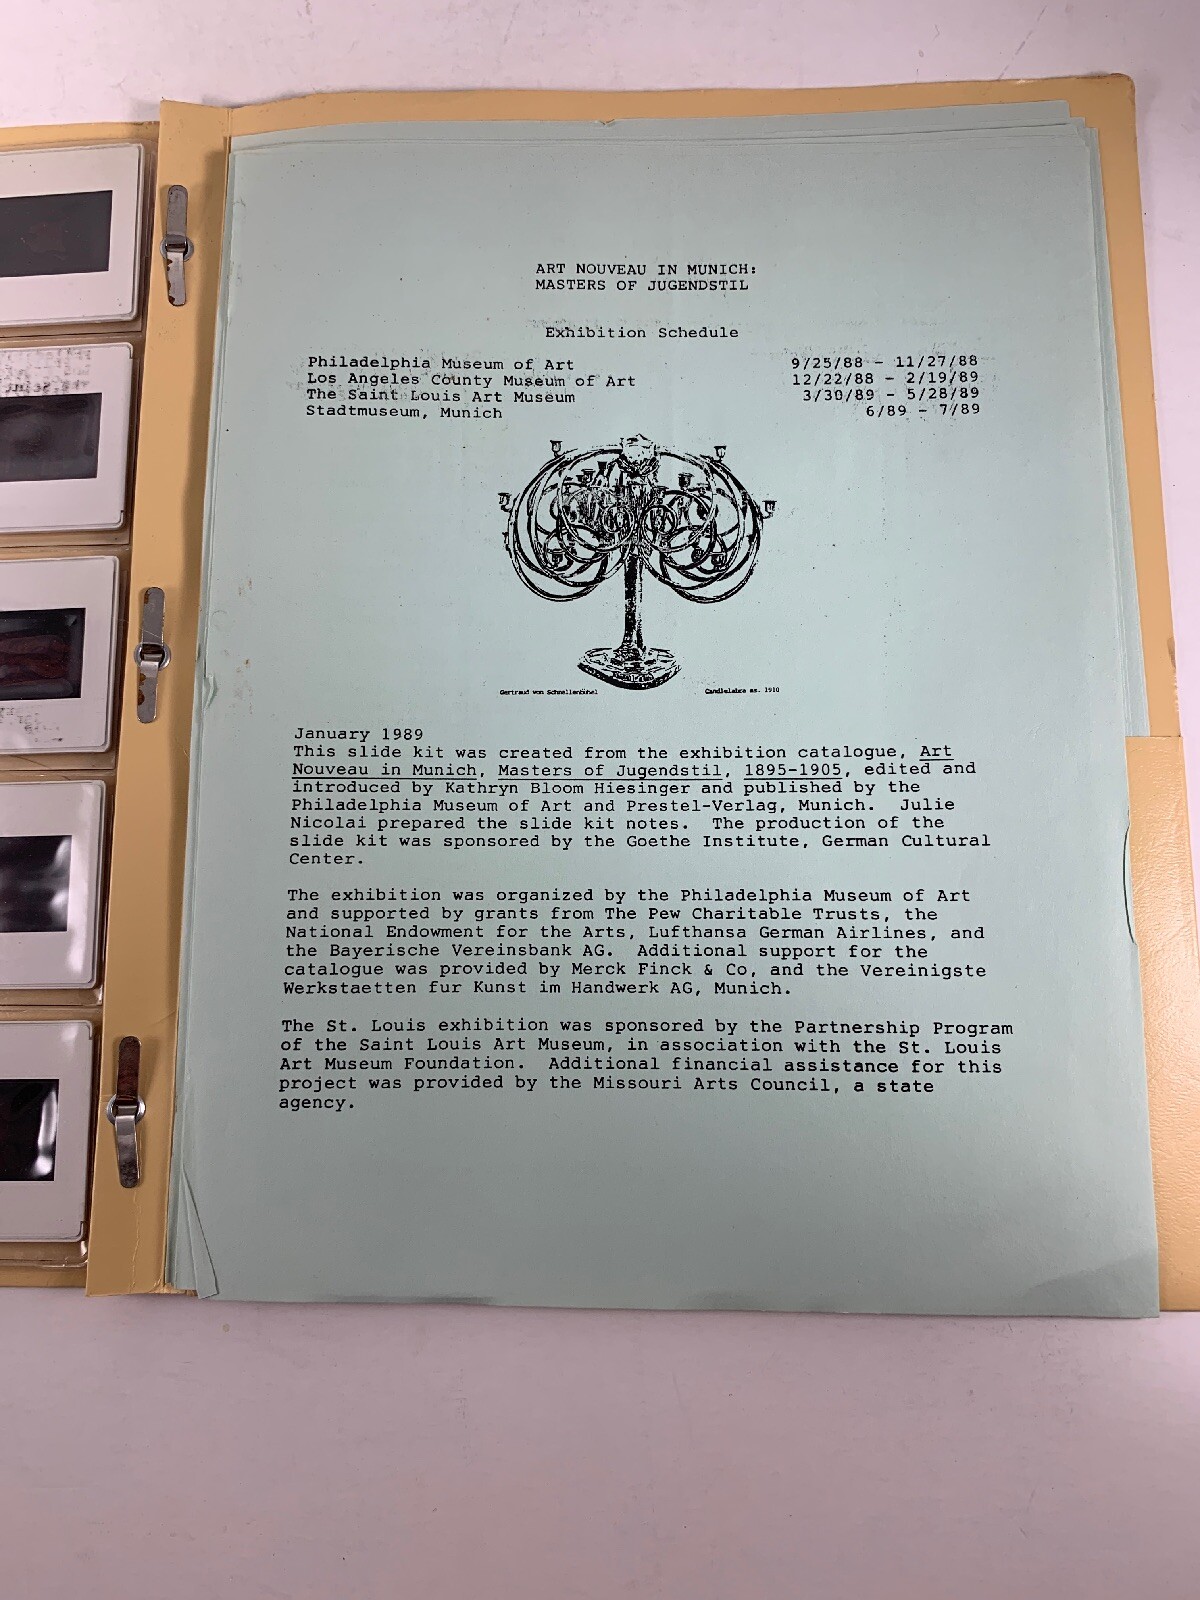 ART NOUVEAU IN MUNICH:
MASTERS OF JUGENDSTIL
Exhibition Schedule
Philadelphia Museum of Art 9/25/88 - 11/27/88
Los Angeles County Museum of Art 12/22/88 - 2/19/89
The Saint Louis Art Museum 3/30/89 - 5/28/89
Stadtmuseum, Munich 6/89 - 7/89
Gertraud von Schnellenbühel Candlelabra as. 1910
January 1989
This slide kit was created from the exhibition catalogue, Art
Nouveau in Munich, Masters of Jugendstil, 1895-1905, edited and
introduced by Kathryn Bloom Hiesinger and published by the
Philadelphia Museum of Art and Prestel-Verlag, Munich. Julie
Nicolai prepared the slide kit notes. The production of the
slide kit was sponsored by the Goethe Institute, German Cultural
Center.
The exhibition was organized by the Philadelphia Museum of Art
and supported by grants from The Pew Charitable Trusts, the
National Endowment for the Arts, Lufthansa German Airlines, and
the Bayerische Vereinsbank AG. Additional support for the
catalogue was provided by Merck Finck & Co, and the Vereinigste
Werkstaetten fur Kunst im Handwerk AG, Munich.
The St. Louis exhibition was sponsored by the Partnership Program
of the Saint Louis Art Museum, in association with the St. Louis
Art Museum Foundation. Additional financial assistance for this
project was provided by the Missouri Arts Council, a state
agency.